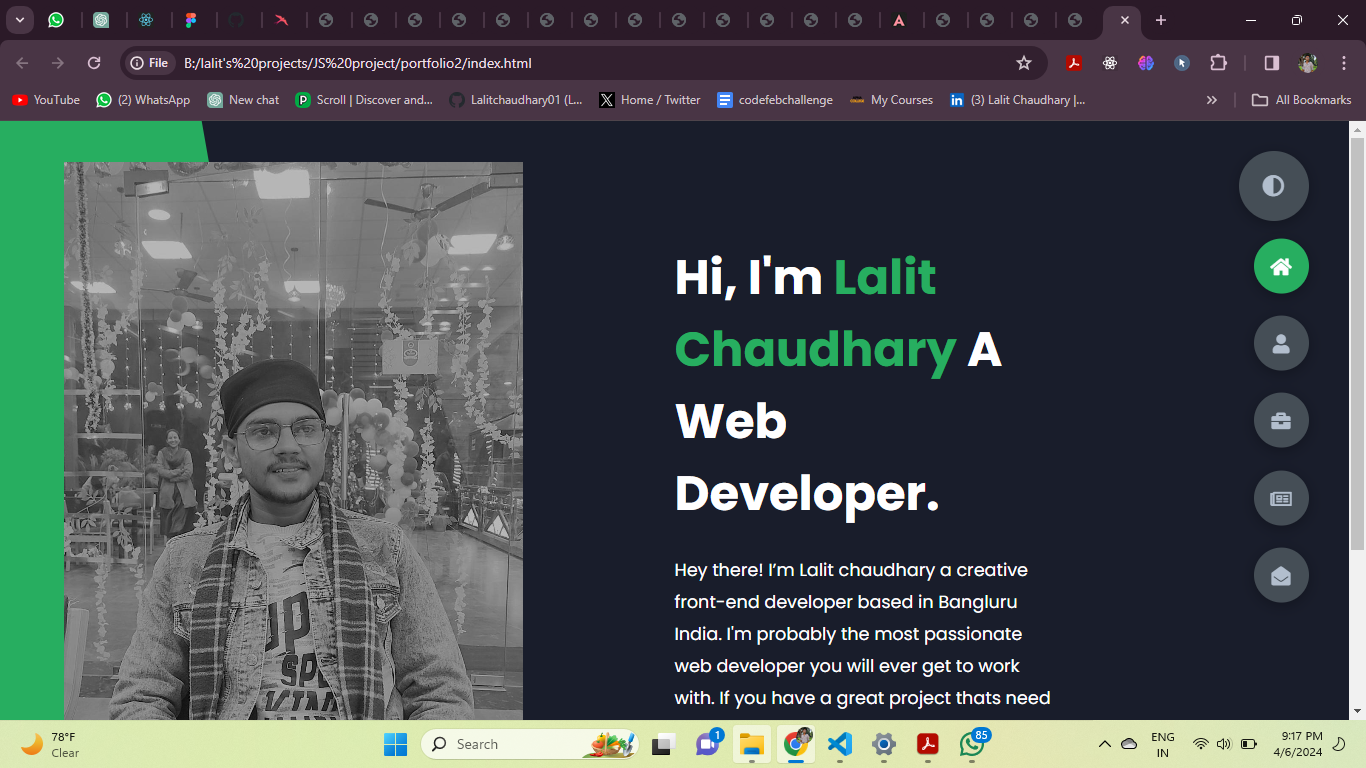 File
B:/lalit's%20projects/JS%20project/portfolio2/index.html
YouTube
(2) WhatsApp
New chat
Scroll | Discover and...
Lalitchaudhary01 (L...
Home / Twitter
codefebchallenge
My Courses
(3) Lalit Chaudhary |...
All Bookmarks
Hi, I'm Lalit
Chaudhary A
Web
Developer.
Hey there! I’m Lalit chaudhary a creative
front-end developer based in Bangluru
India. I'm probably the most passionate
web developer you will ever get to work
with. If you have a great project thats need
78°F
Clear
Search
1
85
ENG
IN
9:17 PM
4/6/2024